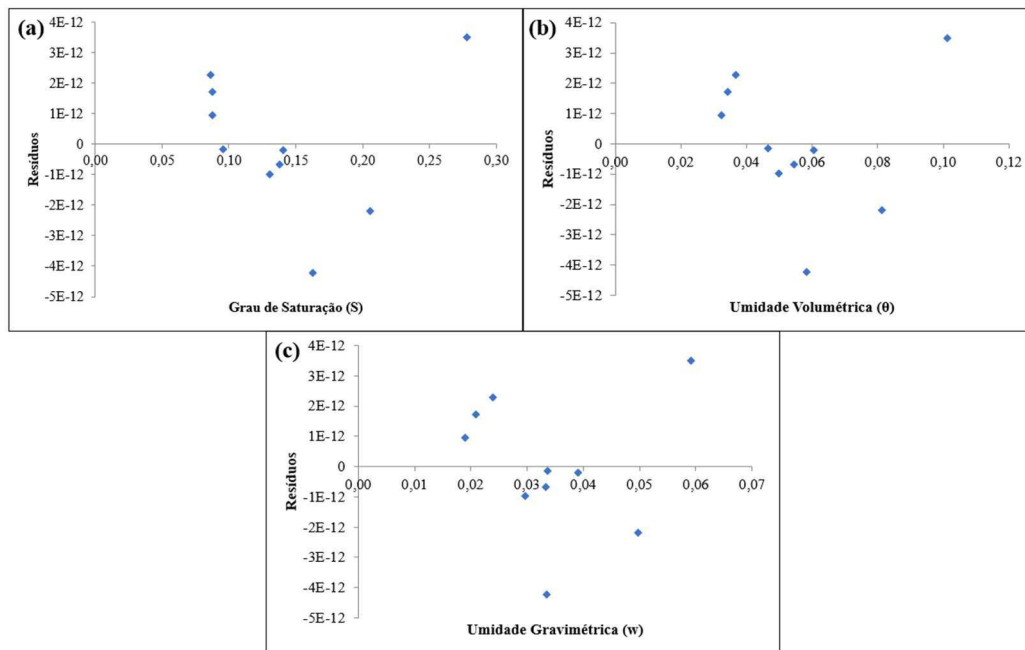 (a)
4E-12
3E-12
2E-12
1E-12
0
-1E-12
-2E-12
-3E-12
-4E-12
-5E-12
0,00
0,05
0,10
0,15
0,20
0,25
0,30
Resíduos
Grau de Saturação (S)
(b)
4E-12
3E-12
2E-12
1E-12
0
-1E-12
-2E-12
-3E-12
-4E-12
-5E-12
0,00
0,02
0,04
0,06
0,08
0,10
0,12
Resíduos
Umidade Volumétrica (θ)
(c)
4E-12
3E-12
2E-12
1E-12
0
-1E-12
-2E-12
-3E-12
-4E-12
-5E-12
0,00
0,01
0,02
0,03
0,04
0,05
0,06
0,07
Resíduos
Umidade Gravimétrica (w)